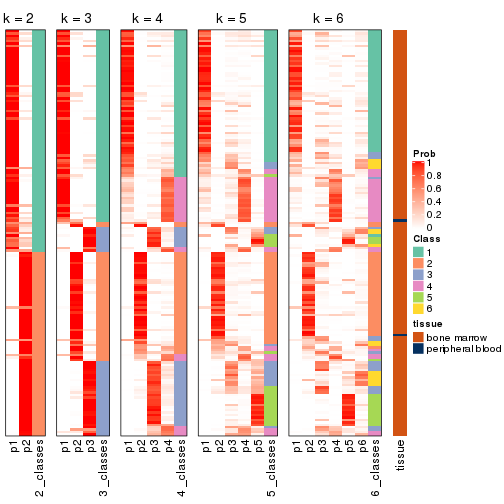 k = 2
k = 3
k = 4
k = 5
k = 6
Prob
1
0.8
0.6
0.4
0.2
0
Class
1
2
3
4
5
6
tissue
bone marrow
peripheral blood
p1
p2
2_classes
p1
p2
p3
3_classes
p1
p2
p3
p4
4_classes
p1
p2
p3
p4
p5
5_classes
p1
p2
p3
p4
p5
p6
6_classes
tissue